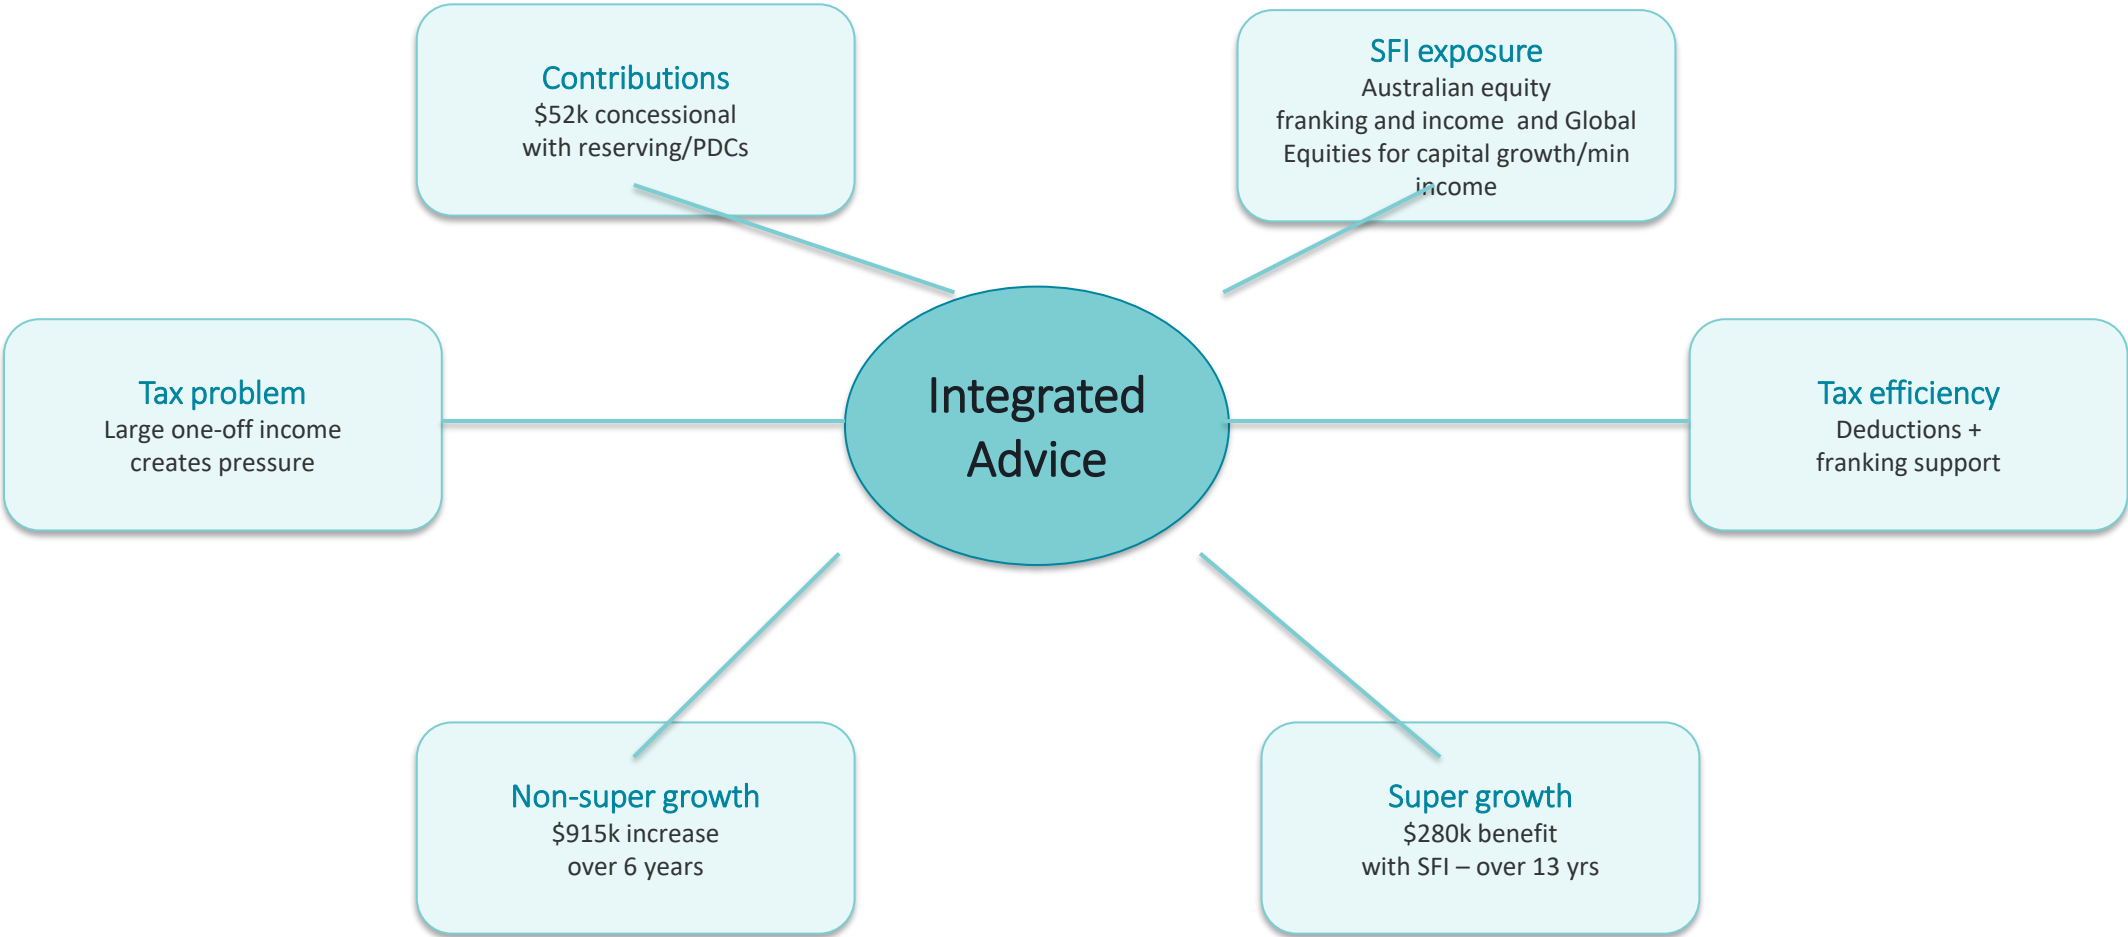 Contributions
$52k concessional
with reserving/PDCs
SFI exposure
Australian equity
franking and income and Global
Equities for capital growth/min
income
Tax problem
Large one-off income
creates pressure
Integrated
Advice
Tax efficiency
Deductions +
franking support
Non-super growth
$915k increase
over 6 years
Super growth
$280k benefit
with SFI – over 13 yrs